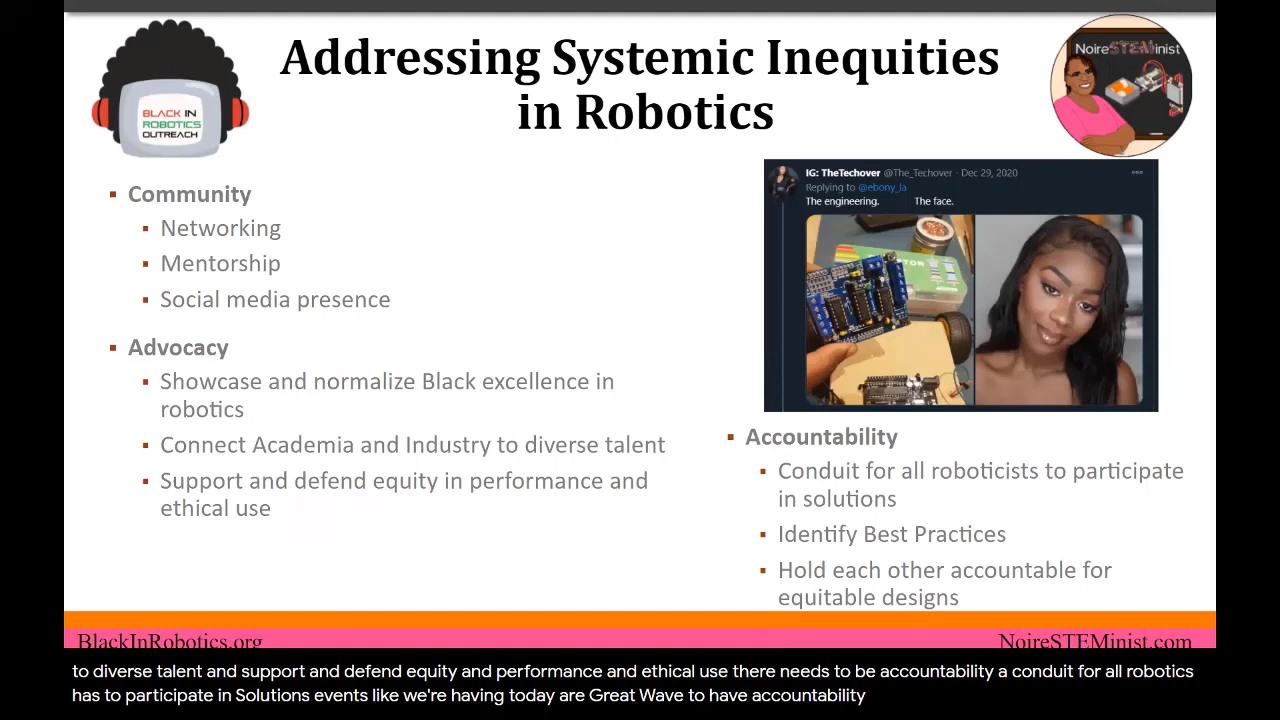 Addressing Systemic Inequities
in Robotics
BLACK IN
ROBOTICS
OUTREACH
NoireSTEMinist
▪ Community
▪ Networking
▪ Mentorship
▪ Social media presence
▪ Advocacy
▪ Showcase and normalize Black excellence in
robotics
▪ Connect Academia and Industry to diverse talent
▪ Support and defend equity in performance and
ethical use
IG: TheTechover @The_Techover · Dec 29, 2020
Replying to @ebony_la
The engineering. The face.
▪ Accountability
▪ Conduit for all roboticists to participate
in solutions
▪ Identify Best Practices
▪ Hold each other accountable for
equitable designs
BlackInRobotics.org
NoireSTEMinist.com
to diverse talent and support and defend equity and performance and ethical use there needs to be accountability a conduit for all robotics
has to participate in Solutions events like we're having today are Great Wave to have accountability